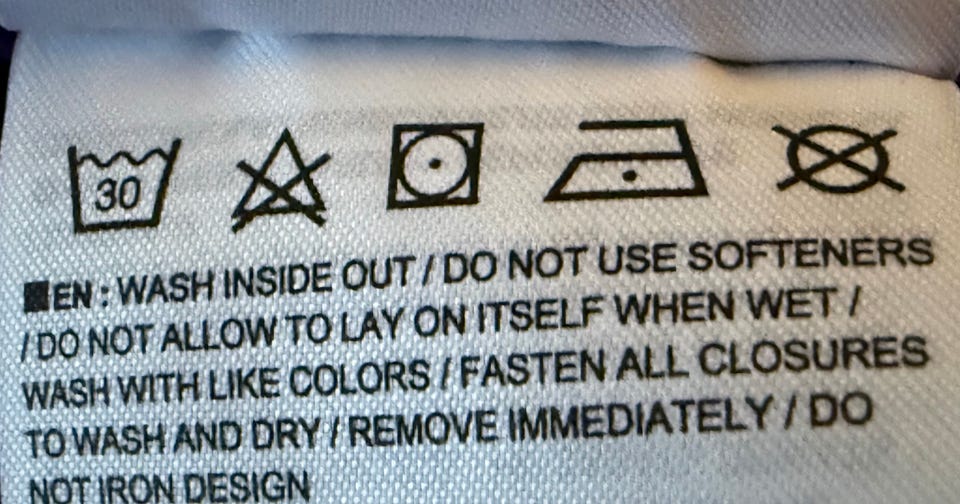 30
EN : WASH INSIDE OUT / DO NOT USE SOFTENERS
/ DO NOT ALLOW TO LAY ON ITSELF WHEN WET /
WASH WITH LIKE COLORS / FASTEN ALL CLOSURES
TO WASH AND DRY / REMOVE IMMEDIATELY / DO
NOT IRON DESIGN